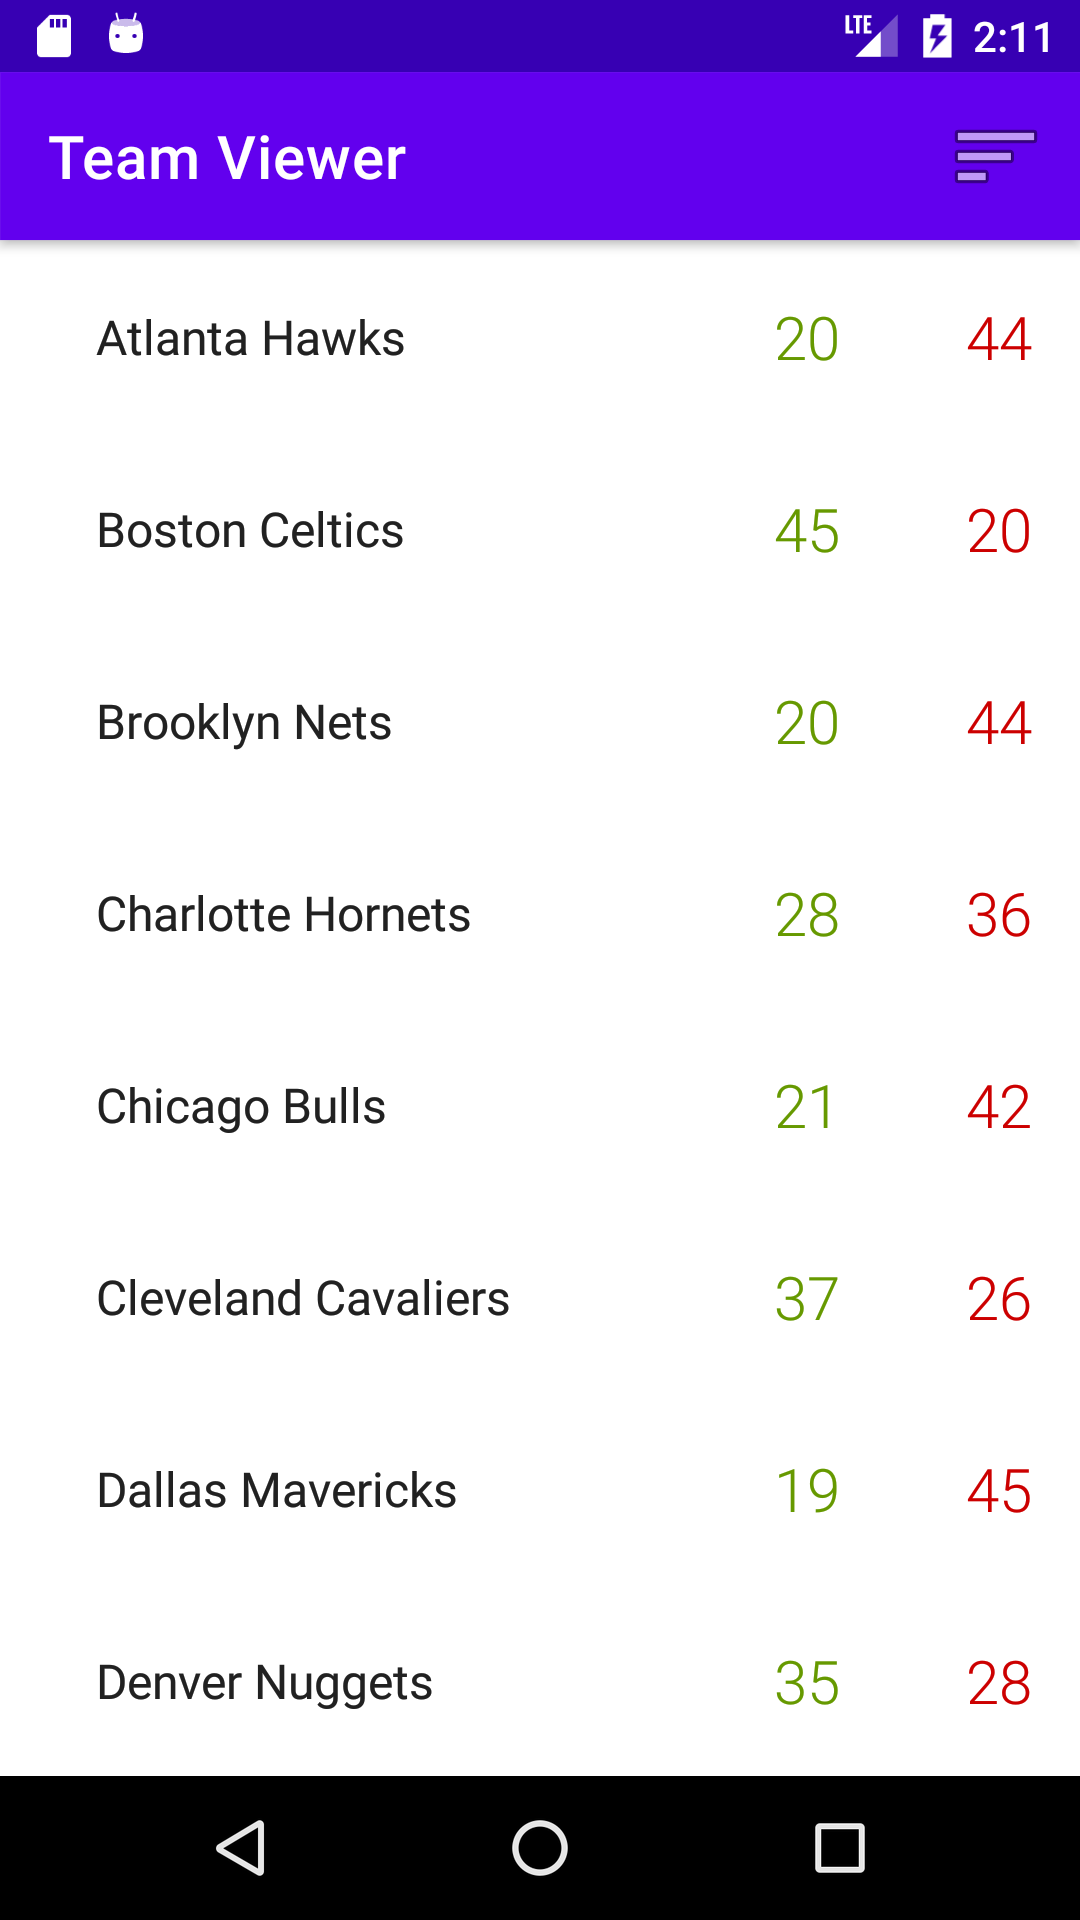 LTE 2:11
Team Viewer
Atlanta Hawks 20 44
Boston Celtics 45 20
Brooklyn Nets 20 44
Charlotte Hornets 28 36
Chicago Bulls 21 42
Cleveland Cavaliers 37 26
Dallas Mavericks 19 45
Denver Nuggets 35 28